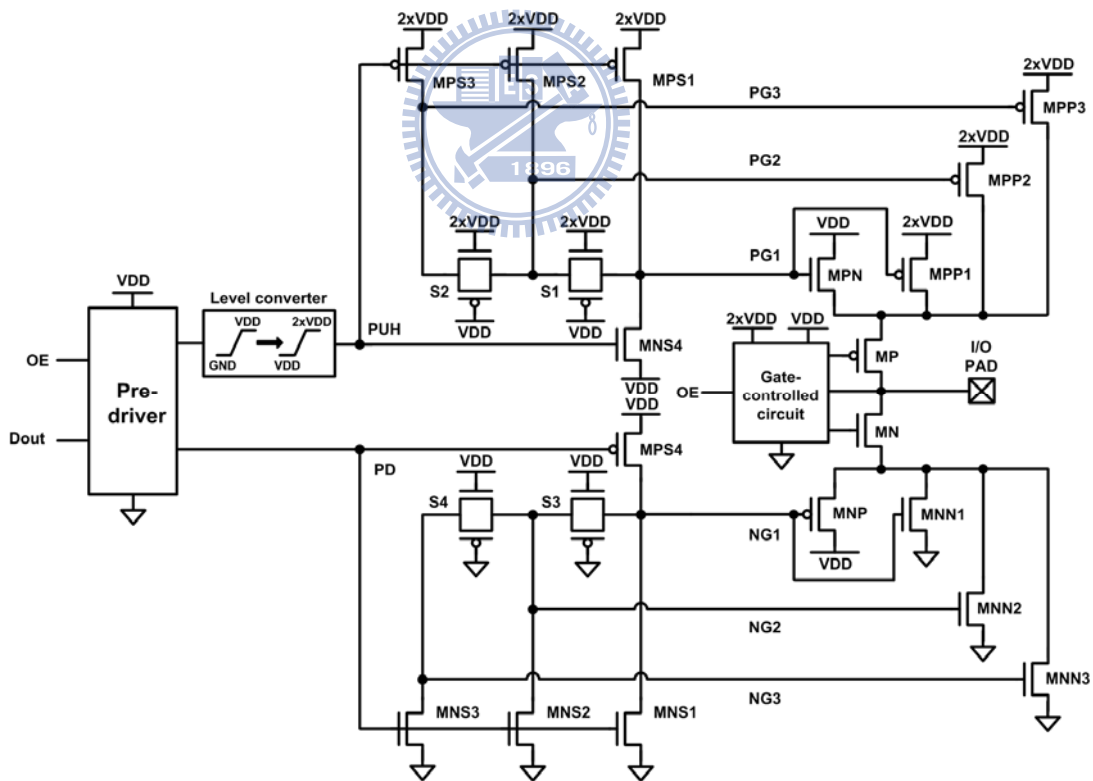 2xVDD 2xVDD 2xVDD
2xVDD
MPS3 MPS2 MPS1
PG3 MPP3
2xVDD
1896
PG2 MPP2
2xVDD 2xVDD VDD 2xVDD
PG1 MPN MPP1
S2 S1
VDD VDD
VDD
Level converter
VDD 2xVDD
GND VDD
PUH
MNS4
VDD
2xVDD VDD
MP
I/O
PAD
OE
Pre-
driver
Dout
OE
Gate-
controlled
circuit
MN
VDD
MPS4
PD
VDD VDD
S4 S3
NG1
MNP MNN1
VDD
NG2 MNN2
NG3 MNN3
MNS3 MNS2 MNS1